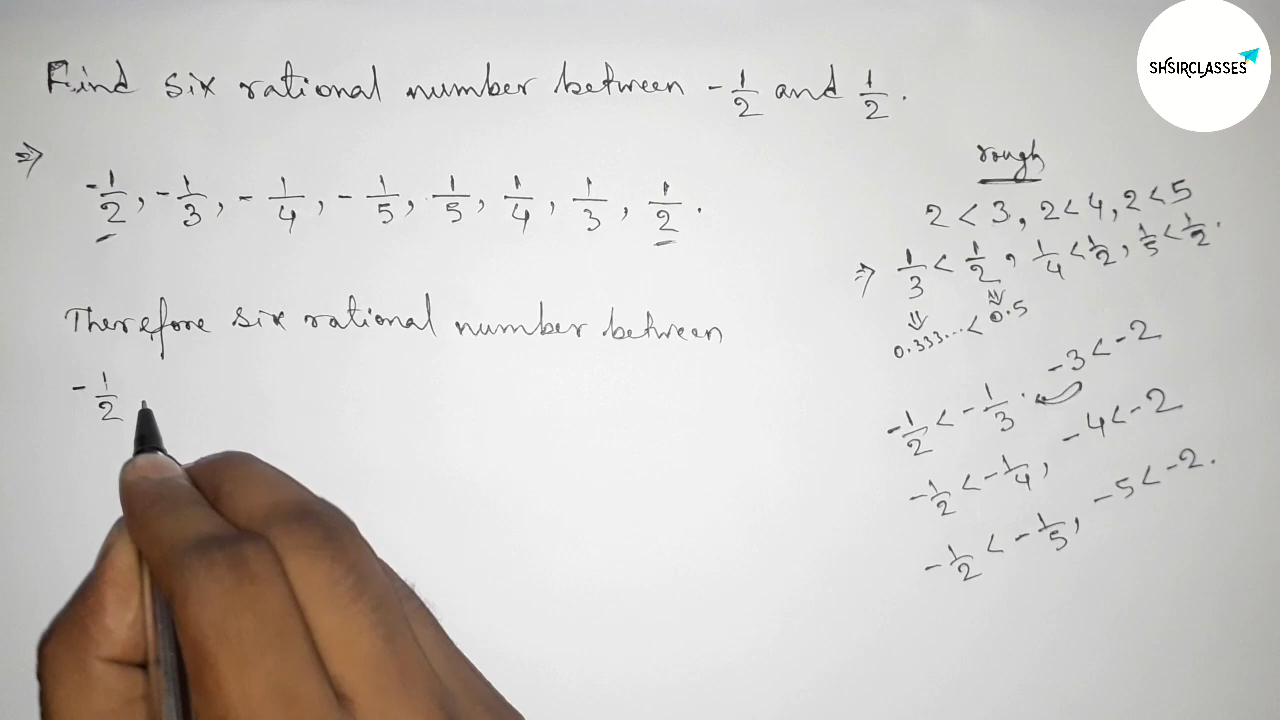 Find six rational number between -1/2 and 1/2.
⇒
-1/2, -1/3, -1/4, -1/5, 1/5, 1/4, 1/3, 1/2.
Therefore six rational number between
-1/2
SHSIRCLASSES
rough
2 < 3, 2 < 4, 2 < 5
⇒ 1/3 < 1/2, 1/4 < 1/2, 1/5 < 1/2.
0.333... < 0.5
-3 < -2
-1/2 < -1/3.
-1/2 < -1/4, -4 < -2
-1/2 < -1/5, -5 < -2.